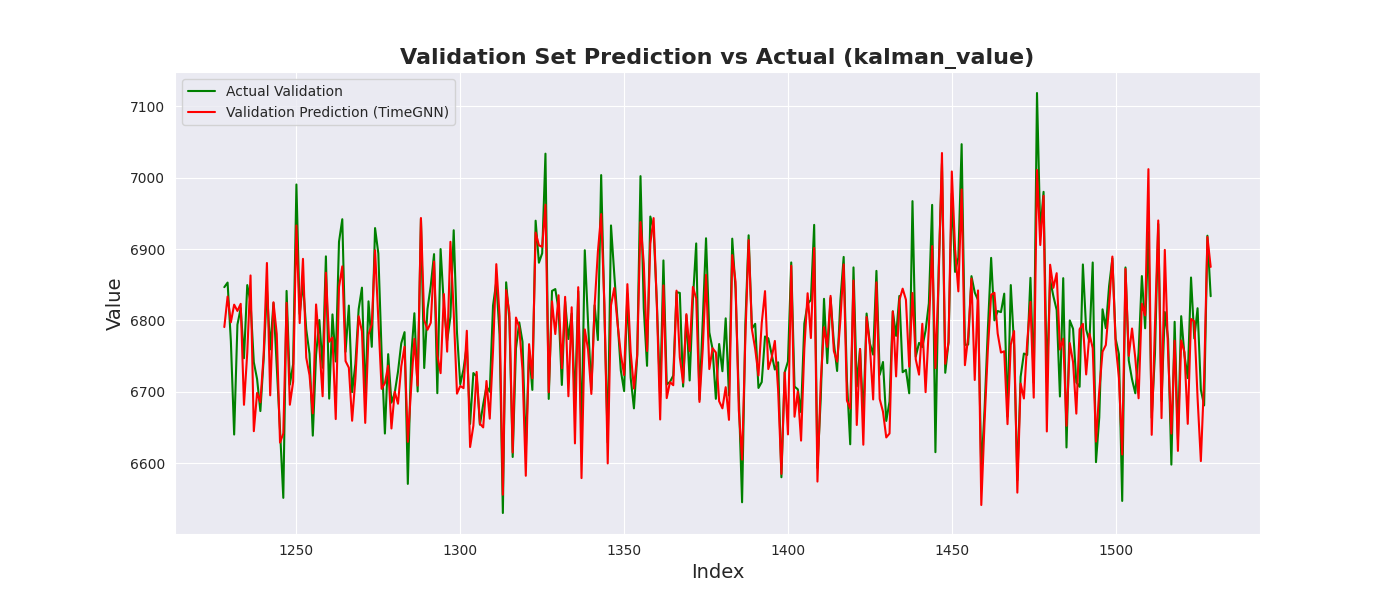 Validation Set Prediction vs Actual (kalman_value)
Actual Validation
Validation Prediction (TimeGNN)
Value
7100
7000
6900
6800
6700
6600
1250 1300 1350 1400 1450 1500
Index